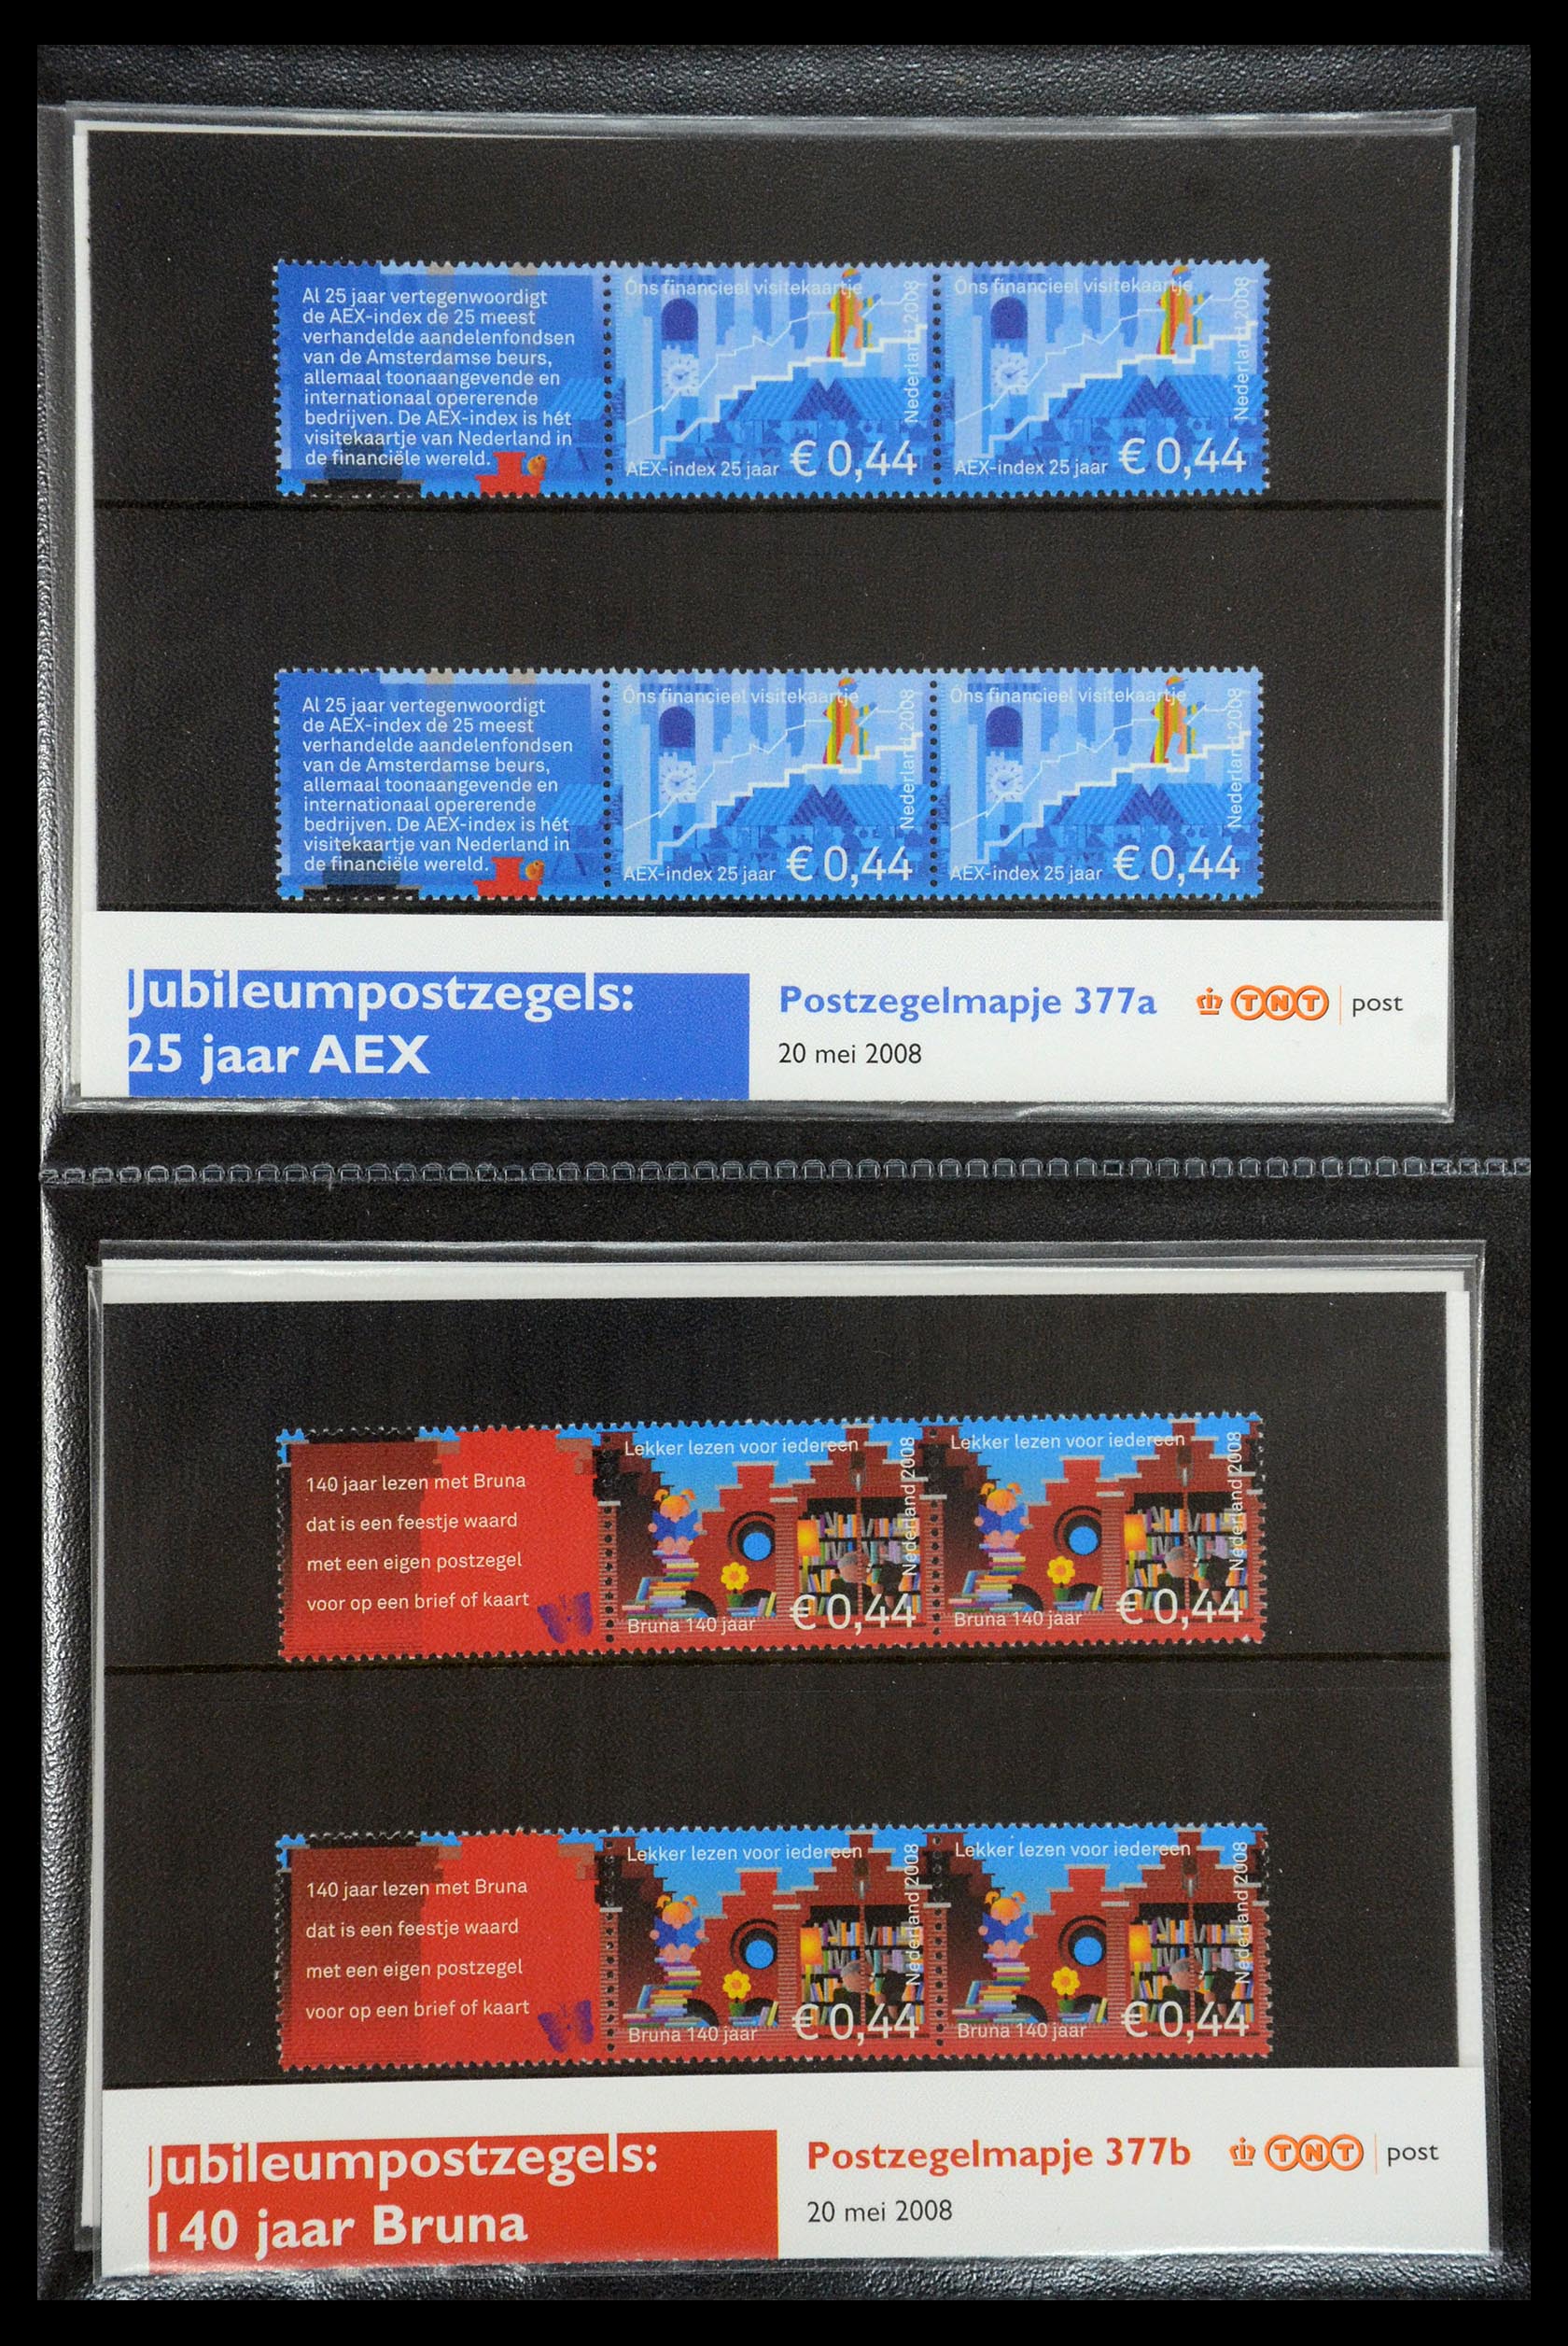 Al 25 jaar vertegenwoordigt
de AEX-index de 25 meest
verhandelde aandelenfondsen
van de Amsterdamse beurs,
allemaal toonaangevende en
internationaal opererende
bedrijven. De AEX-index is hét
visitekaartje van Nederland in
de financiële wereld.
Óns financieel visitekaartje
Nederland 2008
AEX-index 25 jaar € 0,44
Óns financieel visitekaartje
Nederland 2008
AEX-index 25 jaar € 0,44
Al 25 jaar vertegenwoordigt
de AEX-index de 25 meest
verhandelde aandelenfondsen
van de Amsterdamse beurs,
allemaal toonaangevende en
internationaal opererende
bedrijven. De AEX-index is hét
visitekaartje van Nederland in
de financiële wereld.
Óns financieel visitekaartje
Nederland 2008
AEX-index 25 jaar € 0,44
Óns financieel visitekaartje
Nederland 2008
AEX-index 25 jaar € 0,44
Jubileumpostzegels:
25 jaar AEX
Postzegelmapje 377a
20 mei 2008
TNT post
140 jaar lezen met Bruna
dat is een feestje waard
met een eigen postzegel
voor op een brief of kaart
Lekker lezen voor iedereen
Nederland 2008
Bruna 140 jaar € 0,44
Lekker lezen voor iedereen
Nederland 2008
Bruna 140 jaar € 0,44
140 jaar lezen met Bruna
dat is een feestje waard
met een eigen postzegel
voor op een brief of kaart
Lekker lezen voor iedereen
Nederland 2008
Bruna 140 jaar € 0,44
Lekker lezen voor iedereen
Nederland 2008
Bruna 140 jaar € 0,44
Jubileumpostzegels:
140 jaar Bruna
Postzegelmapje 377b
20 mei 2008
TNT post